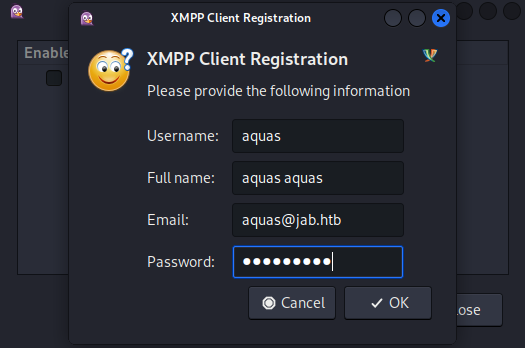 XMPP Client Registration
Enable
XMPP Client Registration
Please provide the following information
Username: aquas
Full name: aquas aquas
Email: aquas@jab.htb
Password: ●●●●●●●●●
Cancel OK